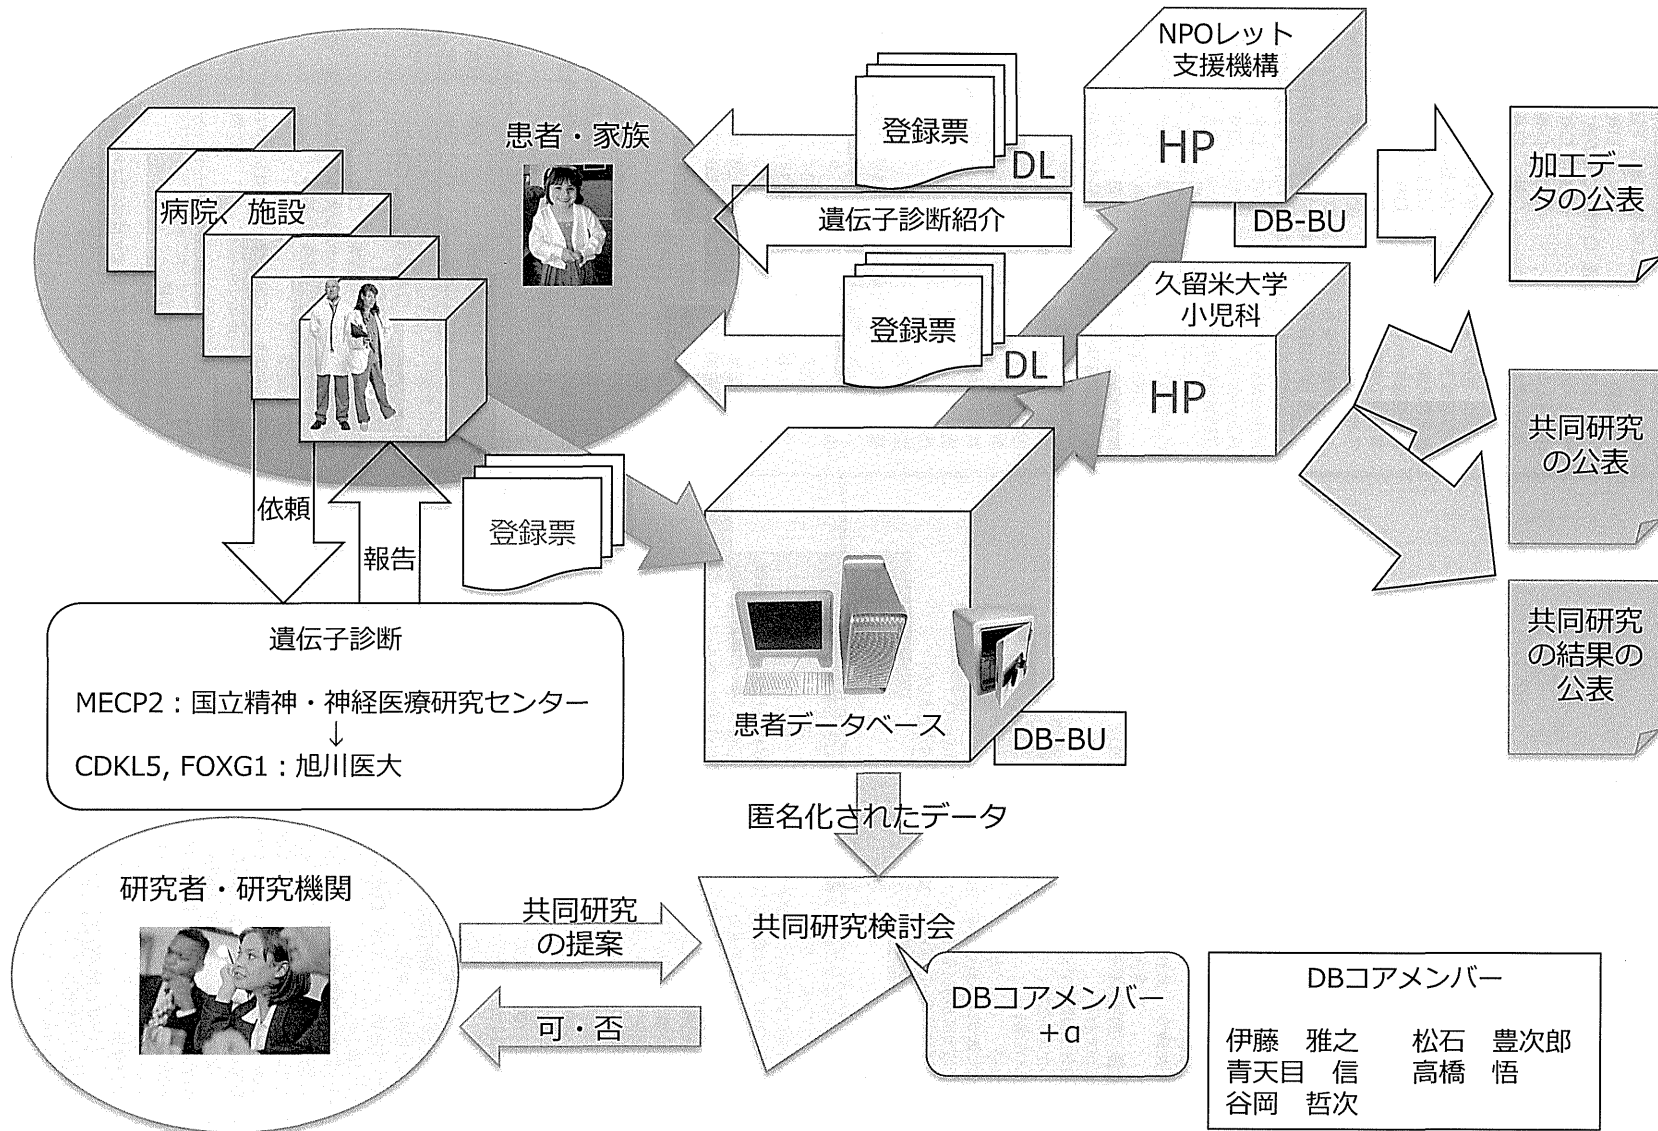 NPOレット
支援機構
HP
DB-BU
登録票
DL
遺伝子診断紹介
登録票
DL
久留米大学
小児科
HP
加工デー
タの公表
共同研究
の公表
共同研究
の結果の
公表
患者・家族
病院、施設
依頼
報告
登録票
遺伝子診断
MECP2：国立精神・神経医療研究センター
↓
CDKL5, FOXG1：旭川医大
患者データベース
DB-BU
匿名化されたデータ
研究者・研究機関
共同研究
の提案
可・否
共同研究検討会
DBコアメンバー
+α
DBコアメンバー
伊藤　雅之　松石　豊次郎
青天目　信　高橋　悟
谷岡　哲次